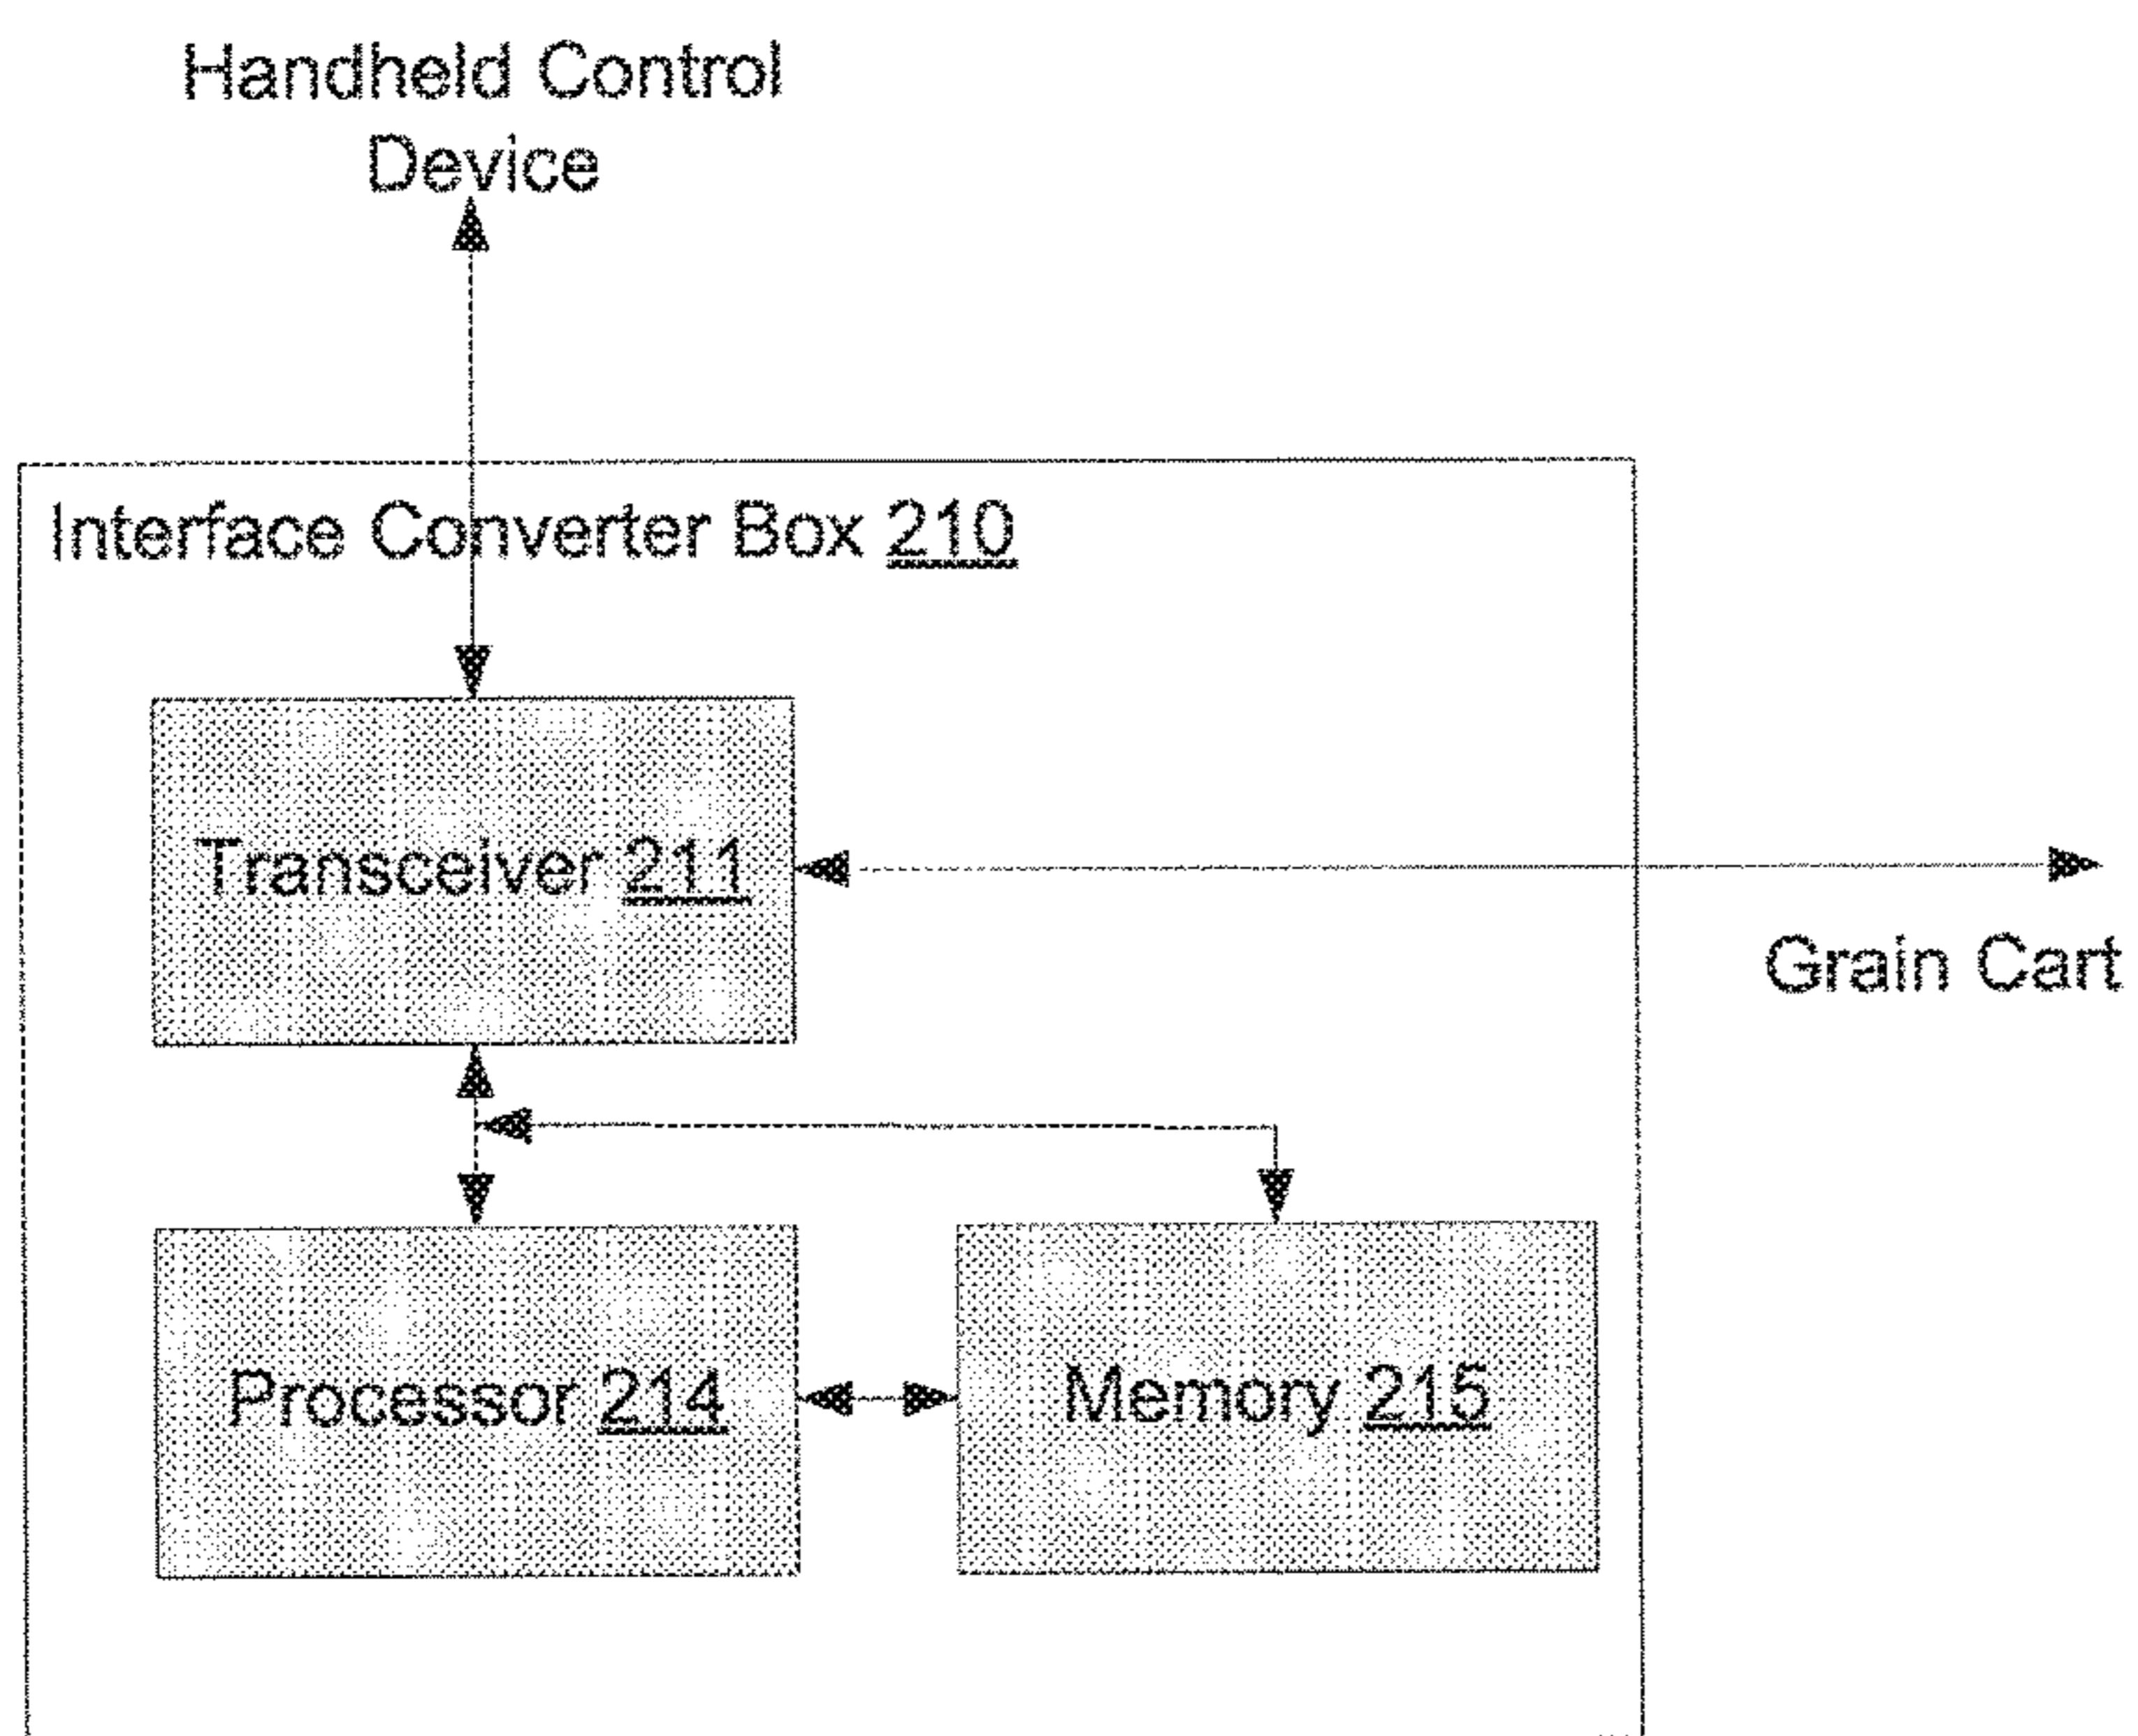 Handheld Control
Device
Interface Converter Box 210
Transceiver 211
Grain Cart
Processor 214
Memory 215